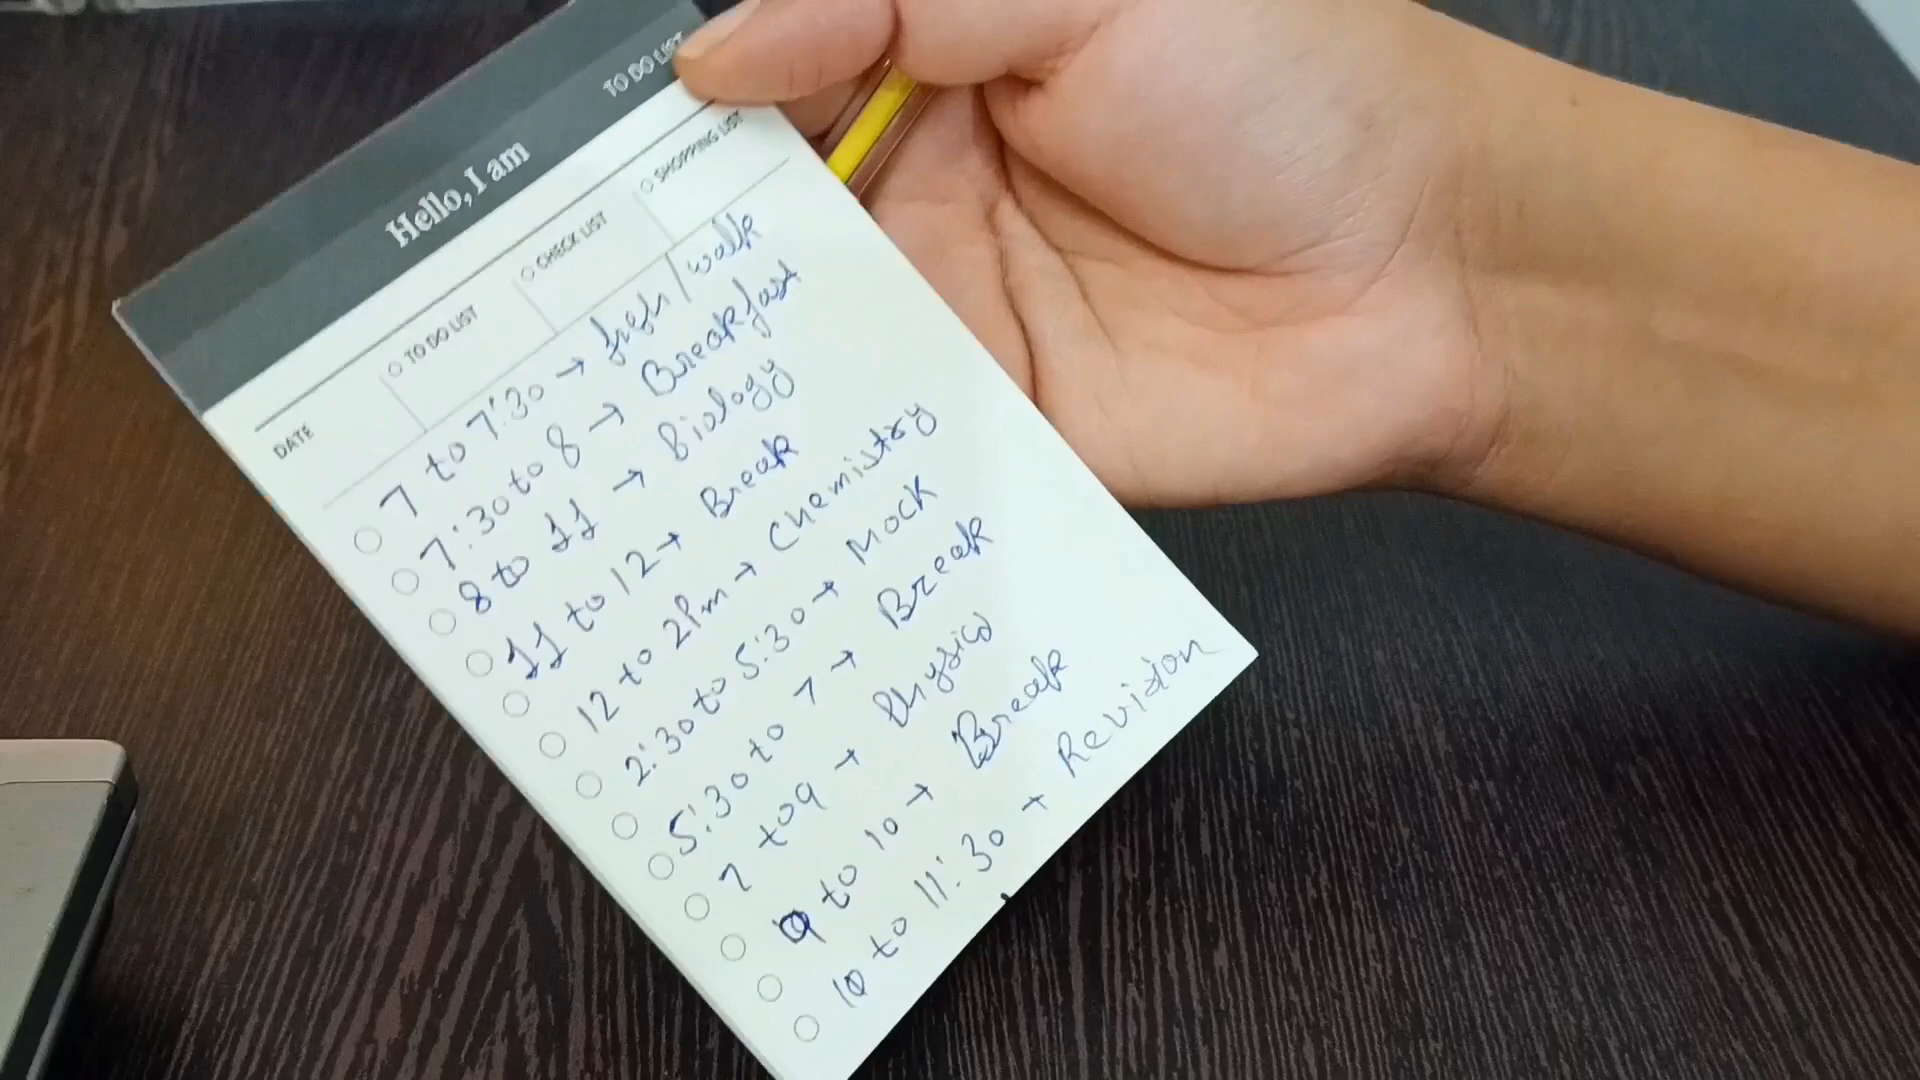 TO DO LIST
Hello, I am
DATE
O TO DO LIST
O CHECK LIST
O SHOPPING LIST
7 to 7:30 → fresh / walk
7:30 to 8 → Breakfast
8 to 11 → Biology
11 to 12 → Break
12 to 2Pm → Chemistry
2:30 to 5:30 → Mock
5:30 to 7 → Break
7 to 9 → Physics
9 to 10 → Break
10 to 11:30 → Revision